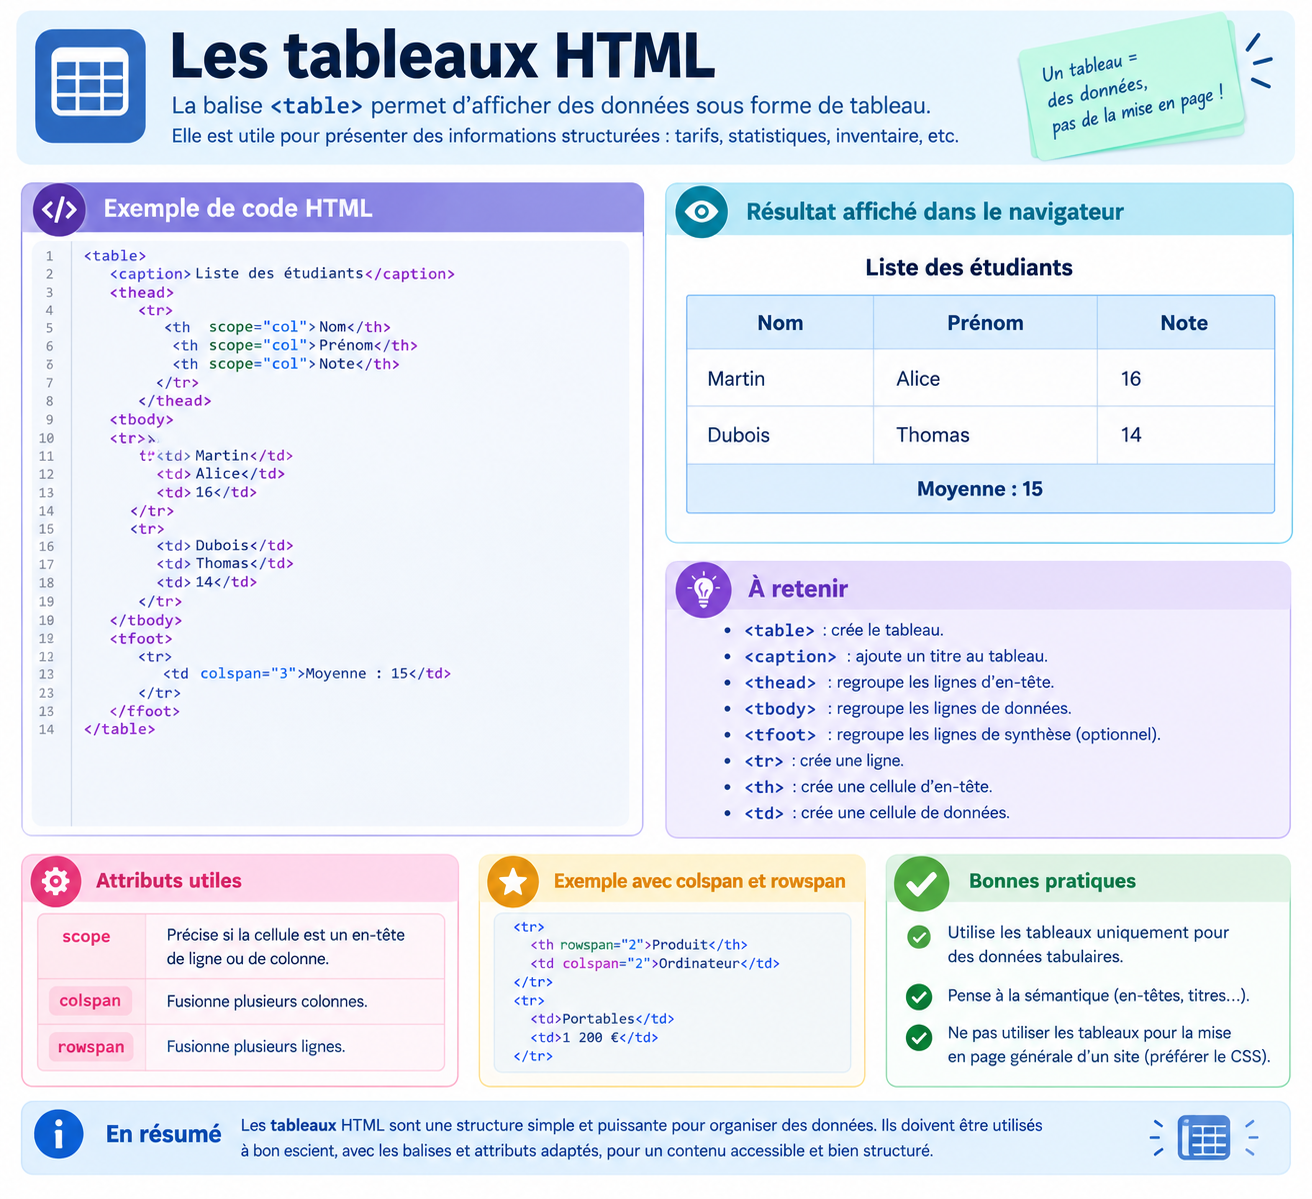 Les tableaux HTML
La balise <table> permet d'afficher des données sous forme de tableau.
Elle est utile pour présenter des informations structurées : tarifs, statistiques, inventaire, etc.
Un tableau =
des données,
pas de la mise en page !
</> Exemple de code HTML
1 <table>
2 <caption>Liste des étudiants</caption>
3 <thead>
4 <tr>
5 <th scope="col">Nom</th>
6 <th scope="col">Prénom</th>
6 <th scope="col">Note</th>
7 </tr>
8 </thead>
9 <tbody>
10 <tr>
11 <td>Martin</td>
12 <td>Alice</td>
13 <td>16</td>
14 </tr>
15 <tr>
16 <td>Dubois</td>
17 <td>Thomas</td>
18 <td>14</td>
19 </tr>
10 </tbody>
12 <tfoot>
12 <tr>
13 <td colspan="3">Moyenne : 15</td>
23 </tr>
13 </ffoot>
14 </table>
Résultat affiché dans le navigateur
Liste des étudiants
Nom Prénom Note
Martin Alice 16
Dubois Thomas 14
Moyenne : 15
À retenir
• <table> : crée le tableau.
• <caption> : ajoute un titre au tableau.
• <thead> : regroupe les lignes d'en-tête.
• <tbody> : regroupe les lignes de données.
• <tfoot> : regroupe les lignes de synthèse (optionnel).
• <tr> : crée une ligne.
• <th> : crée une cellule d'en-tête.
• <td> : crée une cellule de données.
Attributs utiles
scope Précise si la cellule est un en-tête
de ligne ou de colonne.
colspan Fusionne plusieurs colonnes.
rowspan Fusionne plusieurs lignes.
Exemple avec colspan et rowspan
<tr>
<th rowspan="2">Produit</th>
<td colspan="2">Ordinateur</td>
</tr>
<tr>
<td>Portables</td>
<td>1 200 €</td>
</tr>
Bonnes pratiques
Utilise les tableaux uniquement pour
des données tabulaires.
Pense à la sémantique (en-têtes, titres...).
Ne pas utiliser les tableaux pour la mise
en page générale d'un site (préférer le CSS).
i En résumé
Les tableaux HTML sont une structure simple et puissante pour organiser des données. Ils doivent être utilisés
à bon escient, avec les balises et attributs adaptés, pour un contenu accessible et bien structuré.